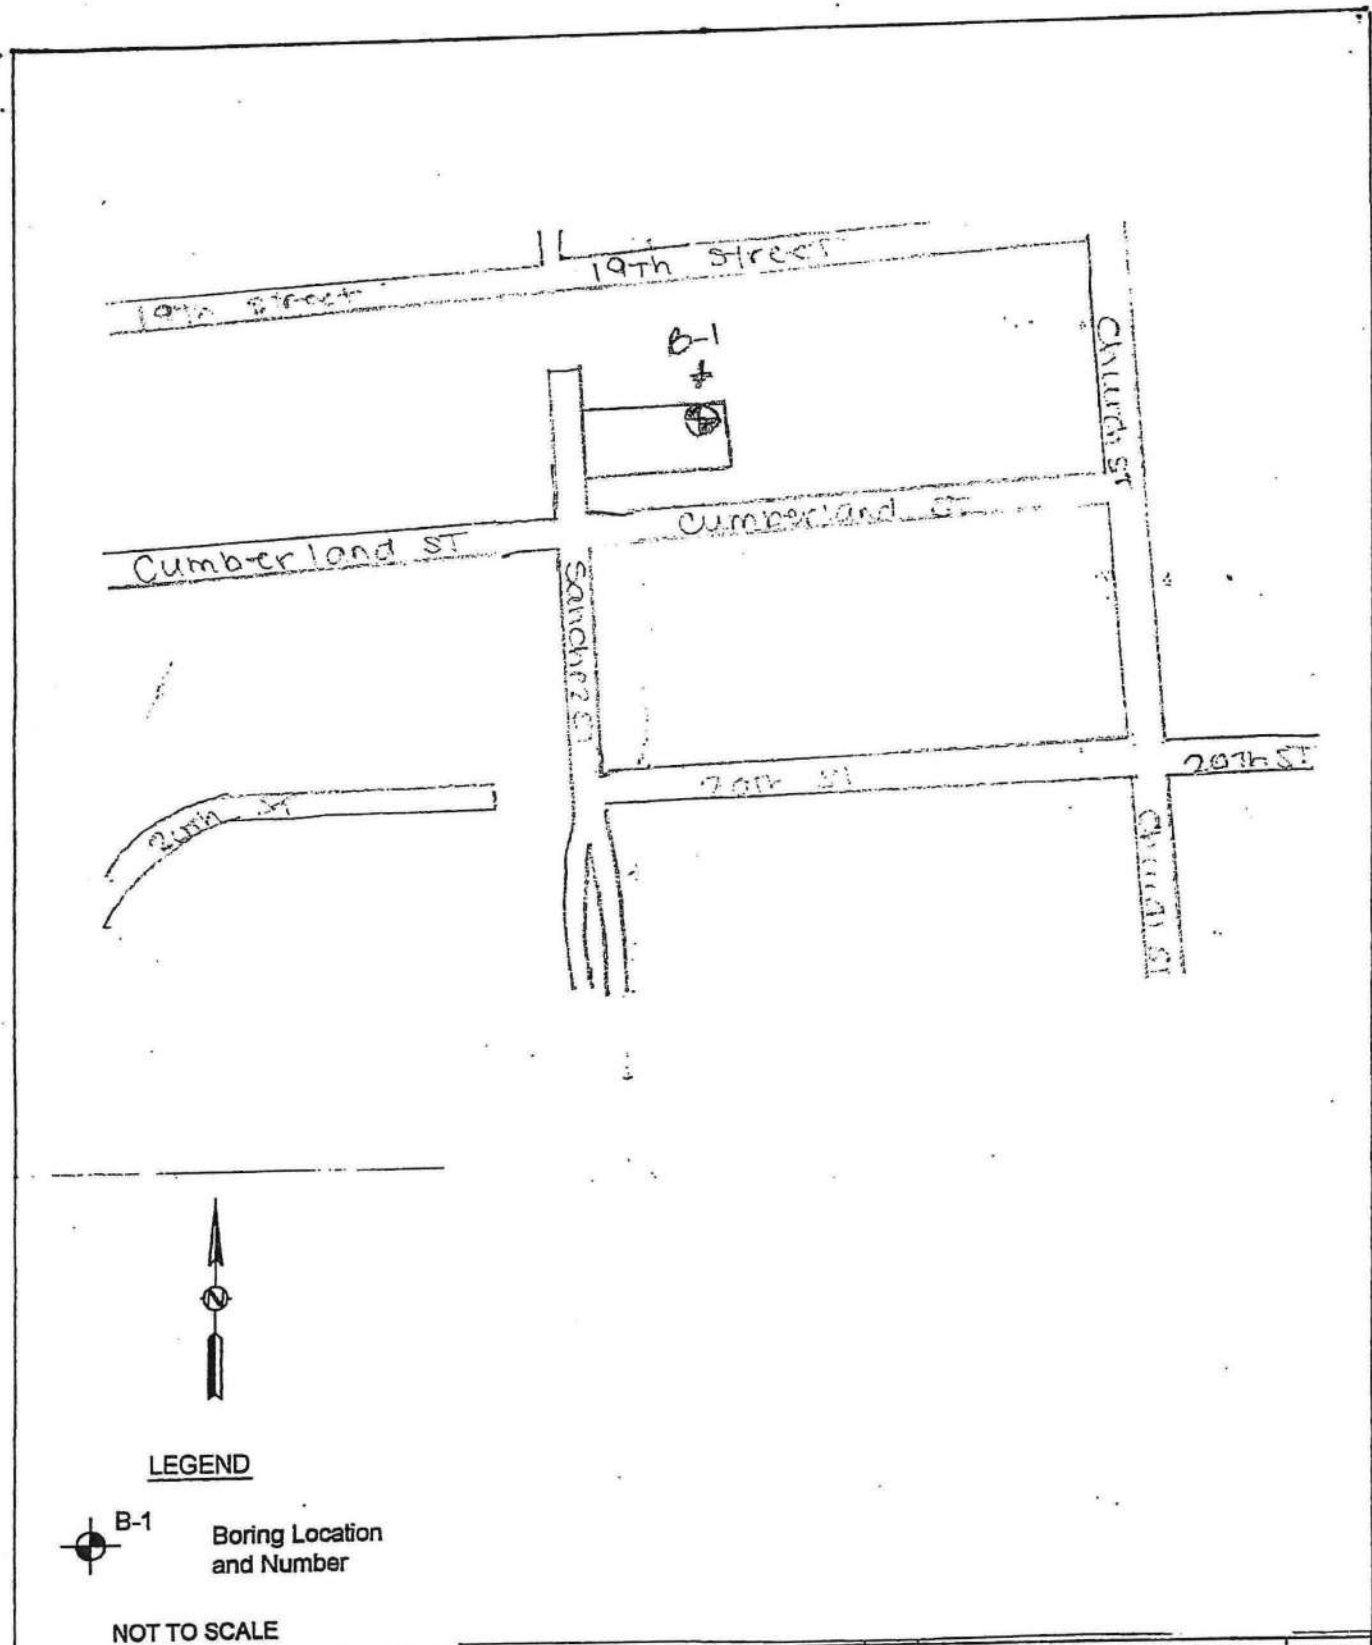 19th Street
19Th Street
B-1
Church St
Cumberland ST
Cumberland ST
Sanchez ST
20Th ST
20Th ST
20th ST
Church ST
N
LEGEND
B-1
Boring Location
and Number
NOT TO SCALE